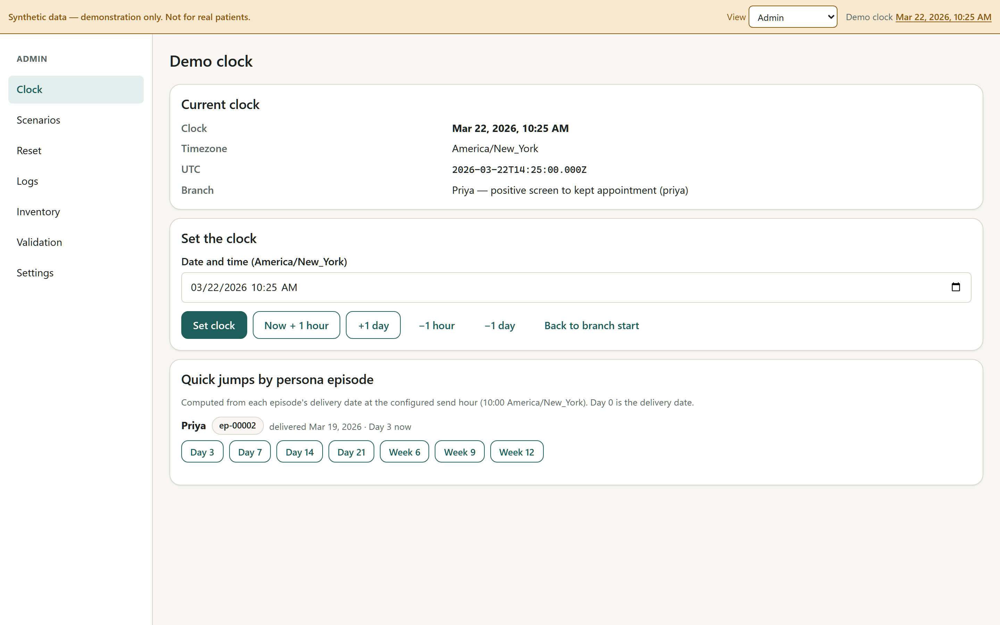 Synthetic data — demonstration only. Not for real patients.
View Admin Demo clock Mar 22, 2026, 10:25 AM
ADMIN
Clock
Scenarios
Reset
Logs
Inventory
Validation
Settings
Demo clock
Current clock
Clock Mar 22, 2026, 10:25 AM
Timezone America/New_York
UTC 2026-03-22T14:25:00.000Z
Branch Priya — positive screen to kept appointment (priya)
Set the clock
Date and time (America/New_York)
03/22/2026 10:25 AM
Set clock Now + 1 hour +1 day −1 hour −1 day Back to branch start
Quick jumps by persona episode
Computed from each episode's delivery date at the configured send hour (10:00 America/New_York). Day 0 is the delivery date.
Priya ep-00002 delivered Mar 19, 2026 · Day 3 now
Day 3 Day 7 Day 14 Day 21 Week 6 Week 9 Week 12